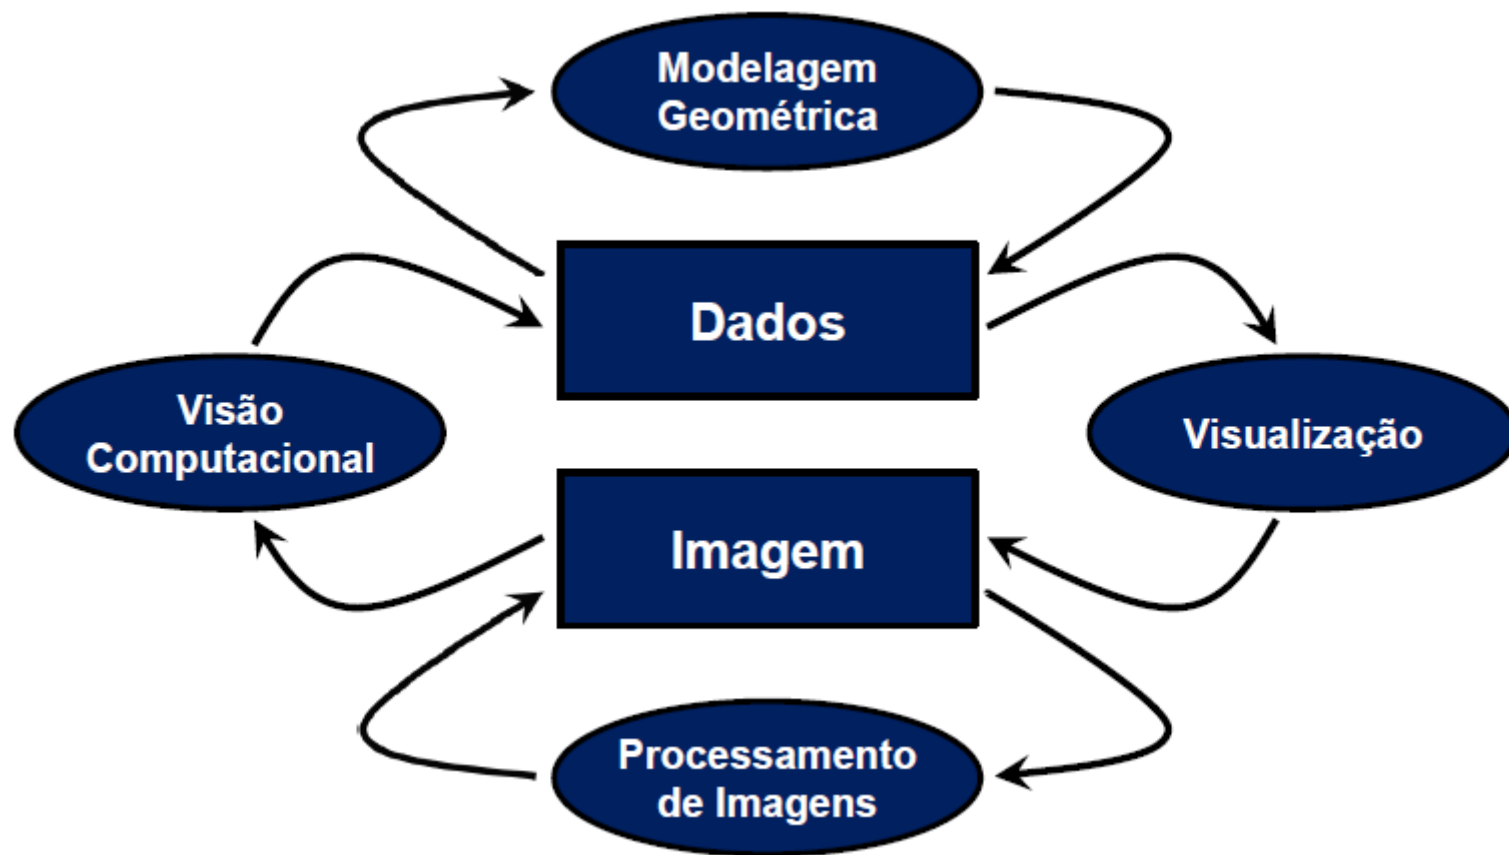 Modelagem
Geométrica
Dados
Visão
Computacional
Visualização
Imagem
Processamento
de Imagens